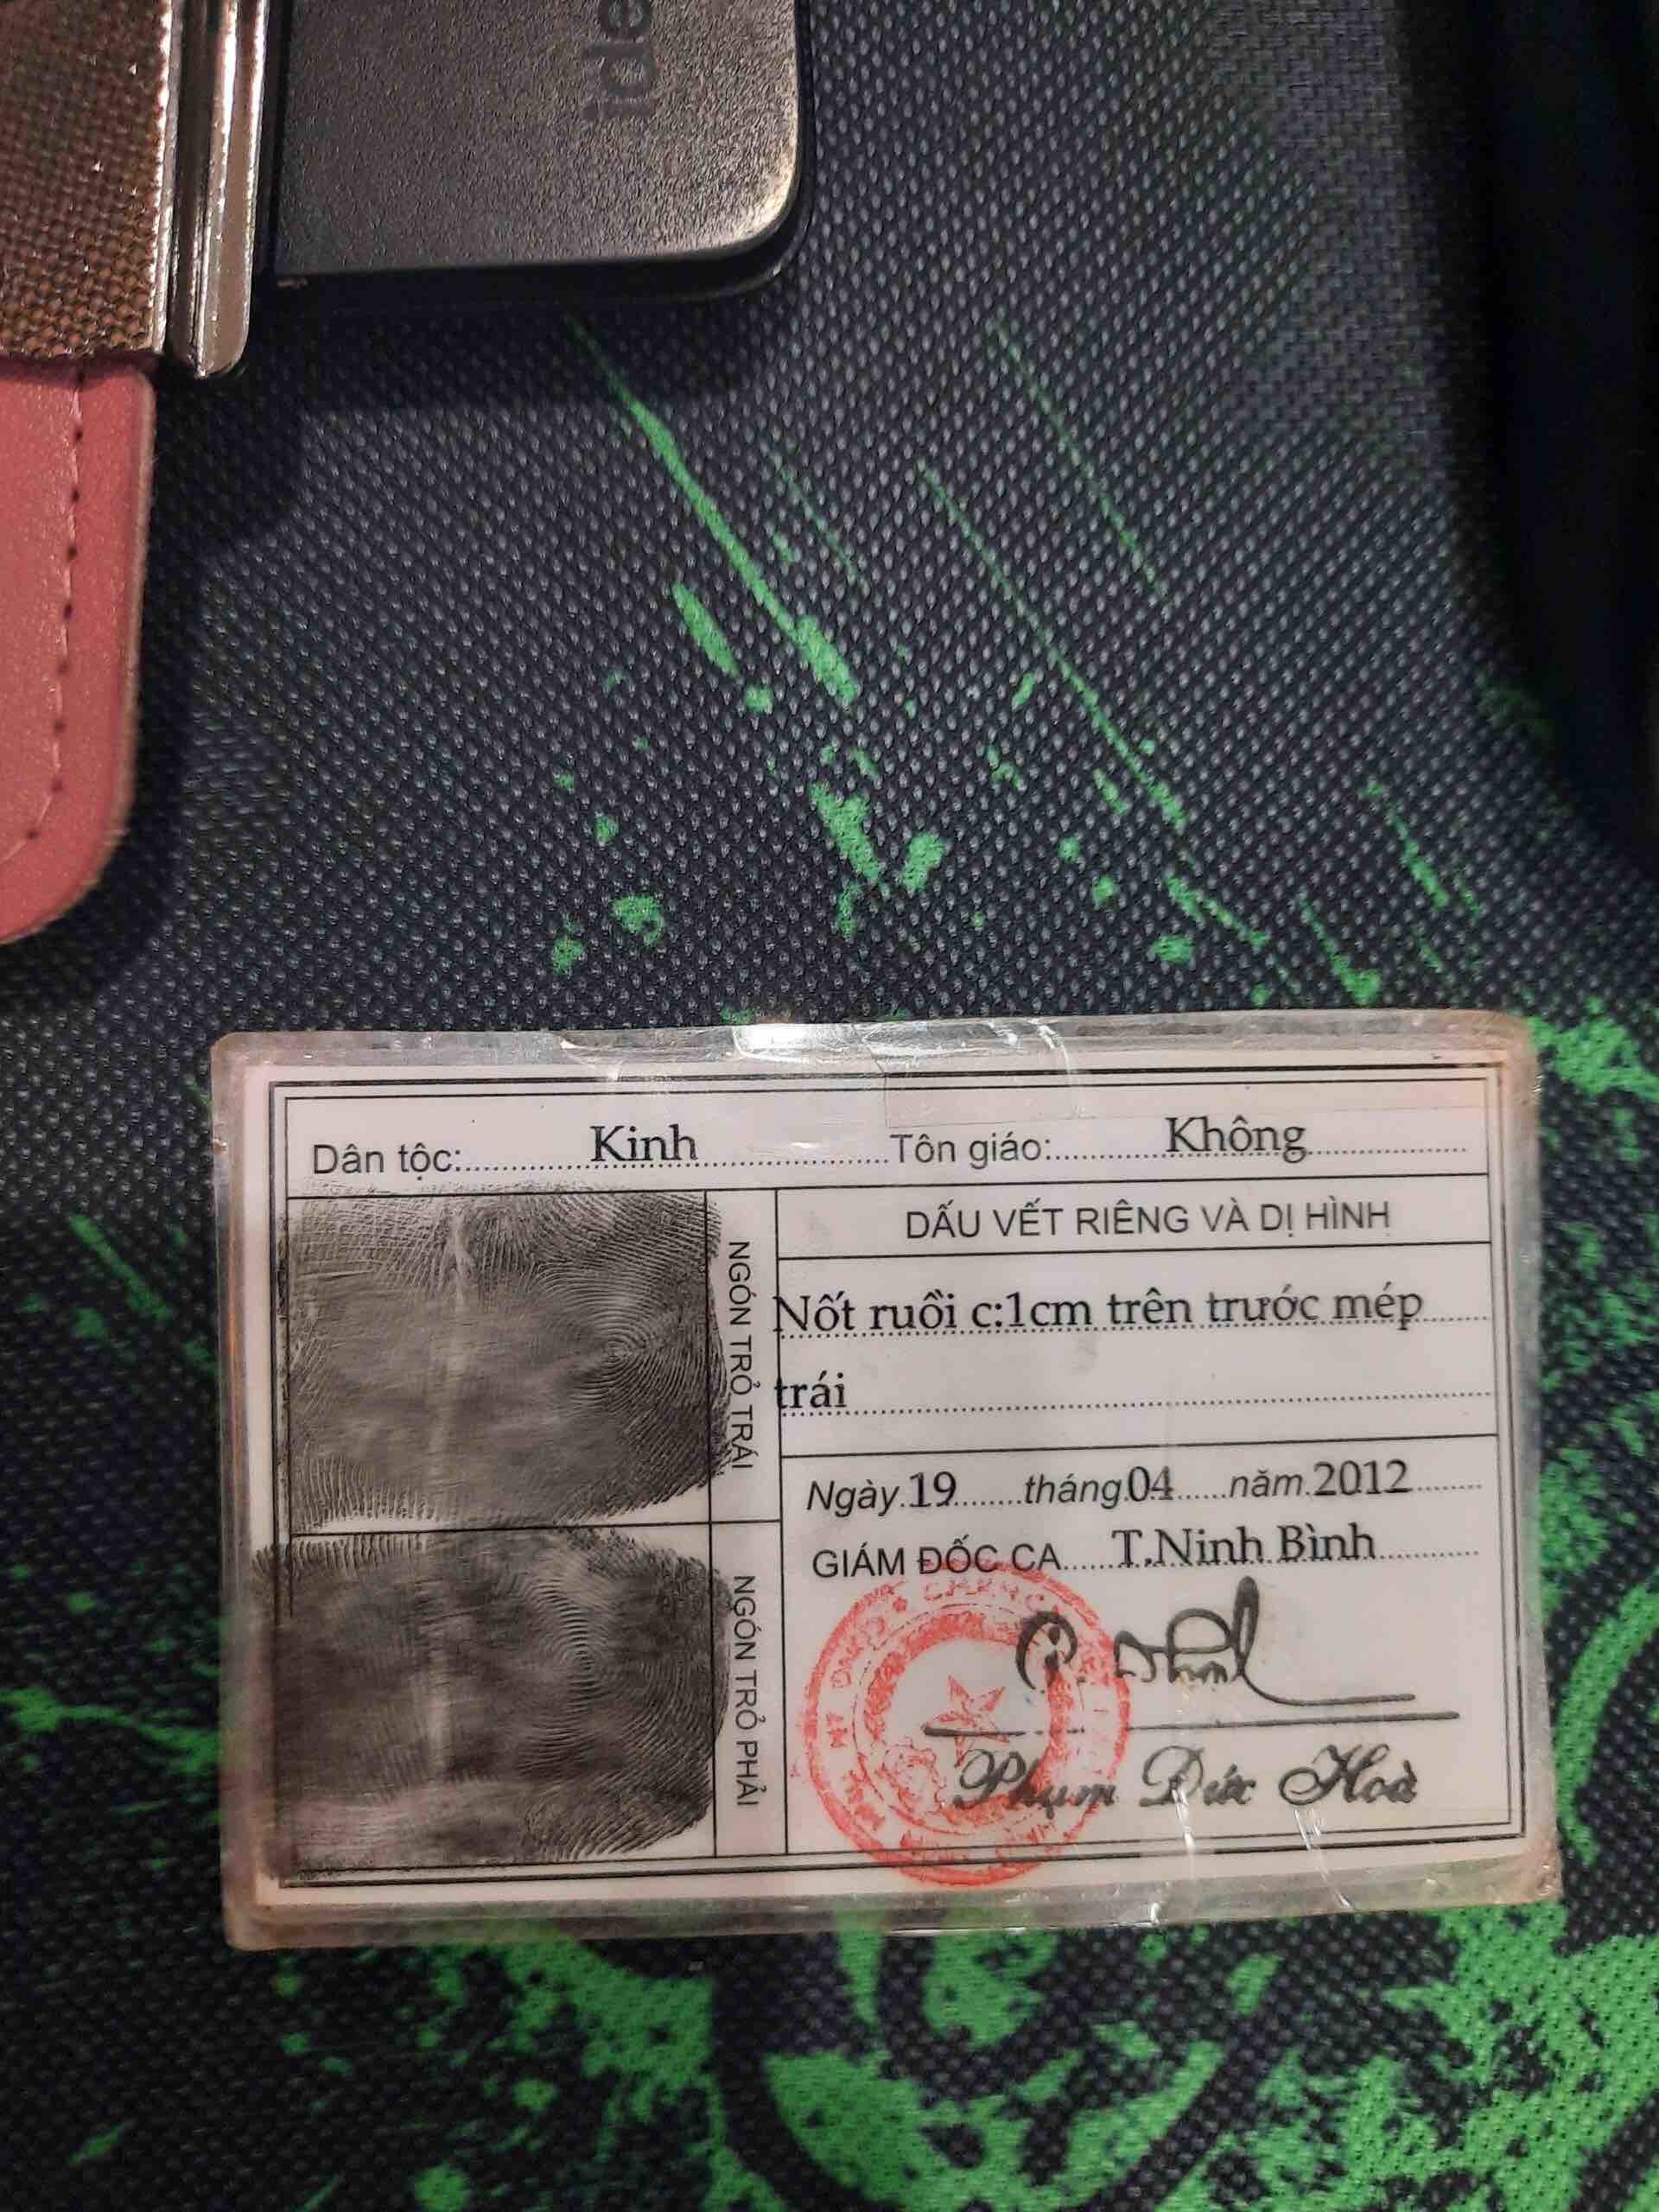 ept
Dân tộc: Kinh Tôn giáo: Không
NGÓN TRỎ TRÁI
NGÓN TRỎ PHẢI
DẤU VẾT RIÊNG VÀ DỊ HÌNH
Nốt ruồi c:1cm trên trước mép
trái
Ngày 19 tháng 04 năm 2012
GIÁM ĐỐC CA T.Ninh Bình
Phạm Đức Hoà